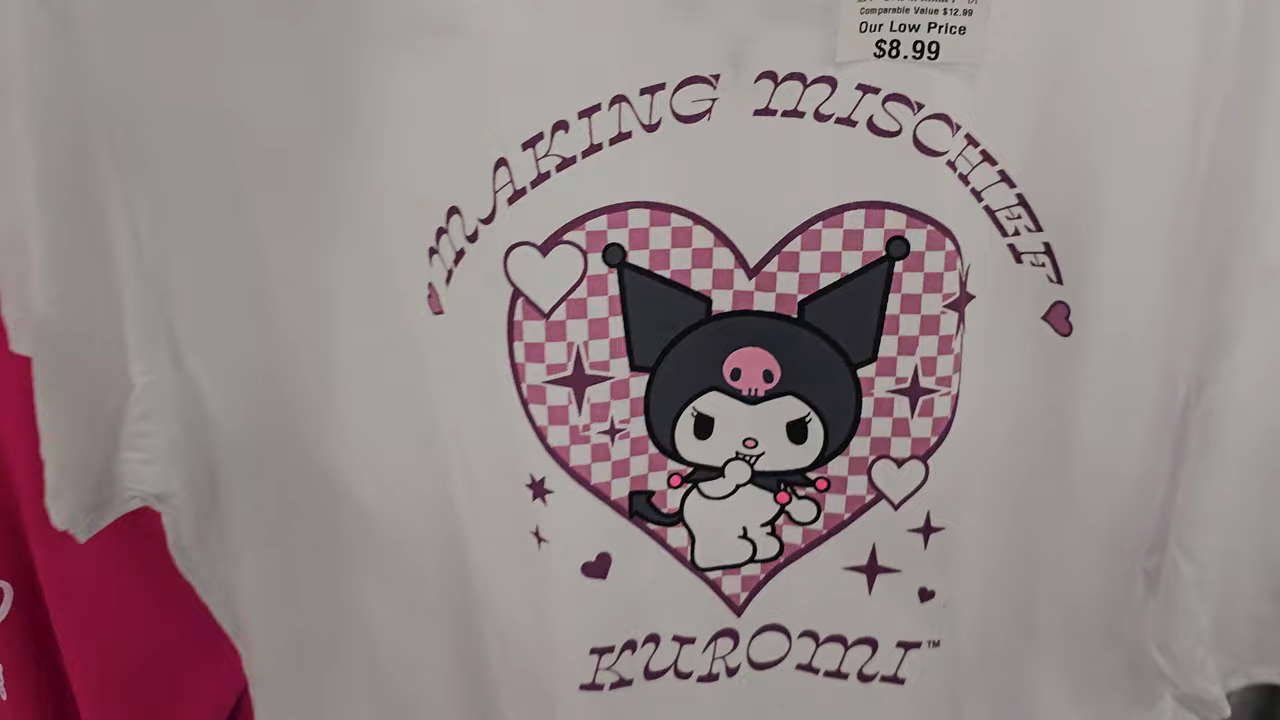 Comparable Value $12.99
Our Low Price
$8.99
MAKING MISCHIEF
KUROMI™